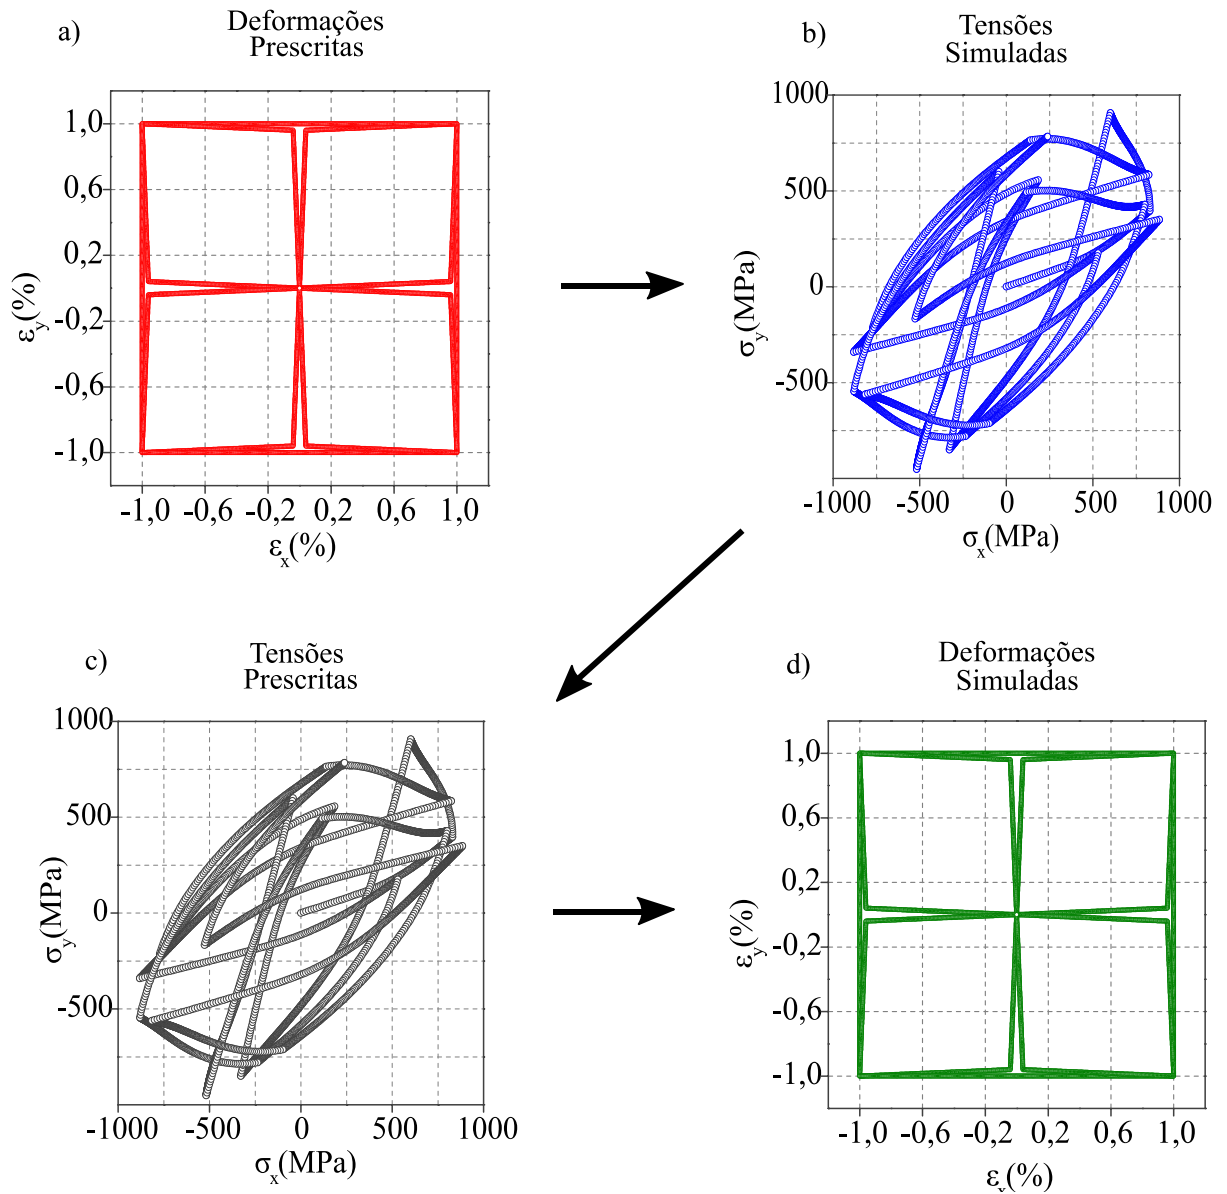 a)
Deformações
Prescritas
1,0
0,6
0,2
-0,2
-0,6
-1,0
εy(%)
-1,0 -0,6 -0,2 0,2 0,6 1,0
εx(%)
b)
Tensões
Simuladas
1000
500
0
-500
σy(MPa)
-1000 -500 0 500 1000
σx(MPa)
c)
Tensões
Prescritas
1000
500
0
-500
σy(MPa)
-1000 -500 0 500 1000
σx(MPa)
d)
Deformações
Simuladas
1,0
0,6
0,2
-0,2
-0,6
-1,0
εy(%)
-1,0 -0,6 -0,2 0,2 0,6 1,0
εx(%)